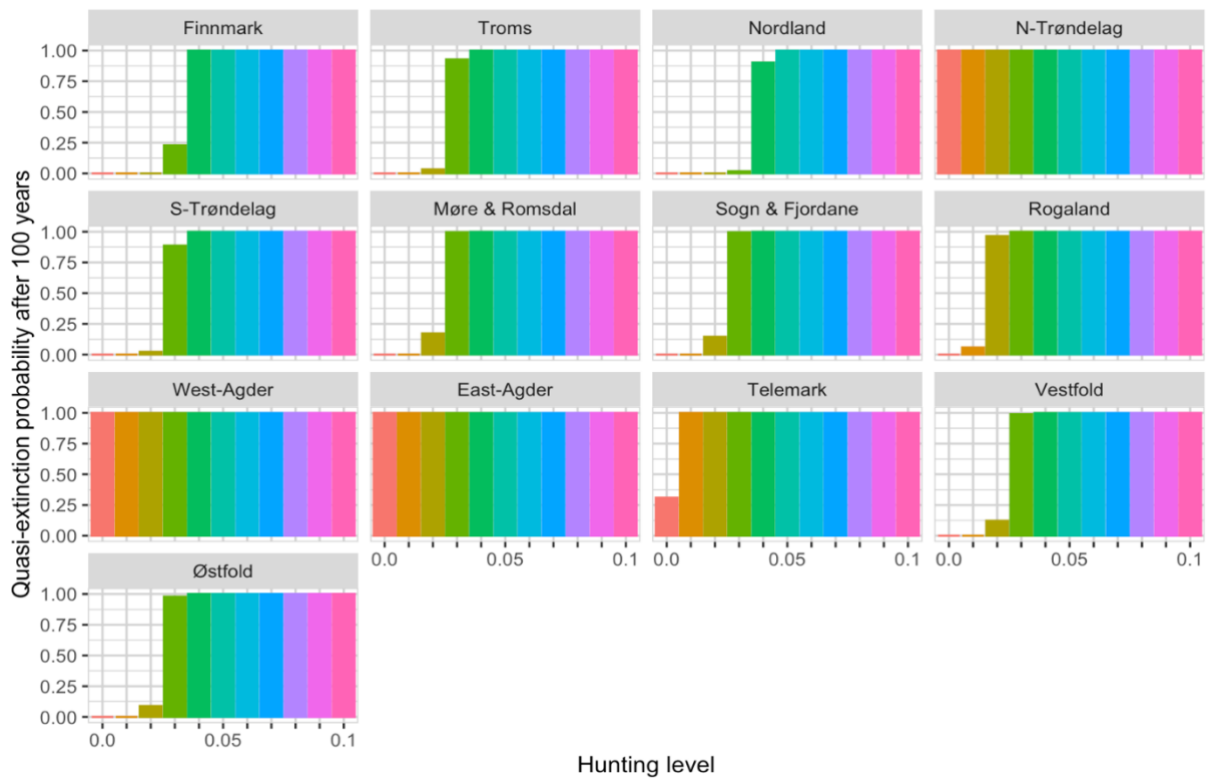 Finnmark Troms Nordland N-Trøndelag
1.00
0.75
0.50
0.25
0.00
S-Trøndelag Møre & Romsdal Sogn & Fjordane Rogaland
1.00
0.75
0.50
0.25
0.00
West-Agder East-Agder Telemark Vestfold
1.00
0.75
0.50
0.25
0.00
0.0 0.05 0.1 0.0 0.05 0.1 0.0 0.05 0.1
Østfold
1.00
0.75
0.50
0.25
0.00
0.0 0.05 0.1
Quasi-extinction probability after 100 years
Hunting level